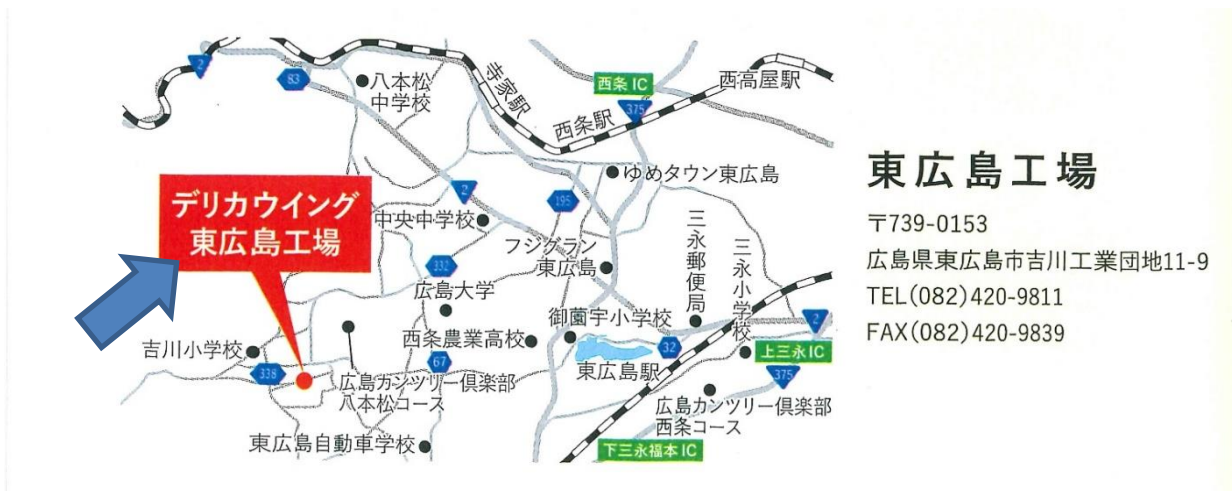 2
83
八本松
中学校
寺家駅
西条IC
375
西高屋駅
西条駅
ゆめタウン東広島
デリカウイング
東広島工場
2
195
中央中学校
フジグラン
東広島
三永郵便局
三永小学校
332
広島大学
御薗宇小学校
2
西条農業高校
32
吉川小学校
67
東広島駅
上三永IC
338
375
広島カンツリー倶楽部
八本松コース
広島カンツリー倶楽部
西条コース
東広島自動車学校
下三永福本IC
東広島工場
〒739-0153
広島県東広島市吉川工業団地11-9
TEL(082)420-9811
FAX(082)420-9839